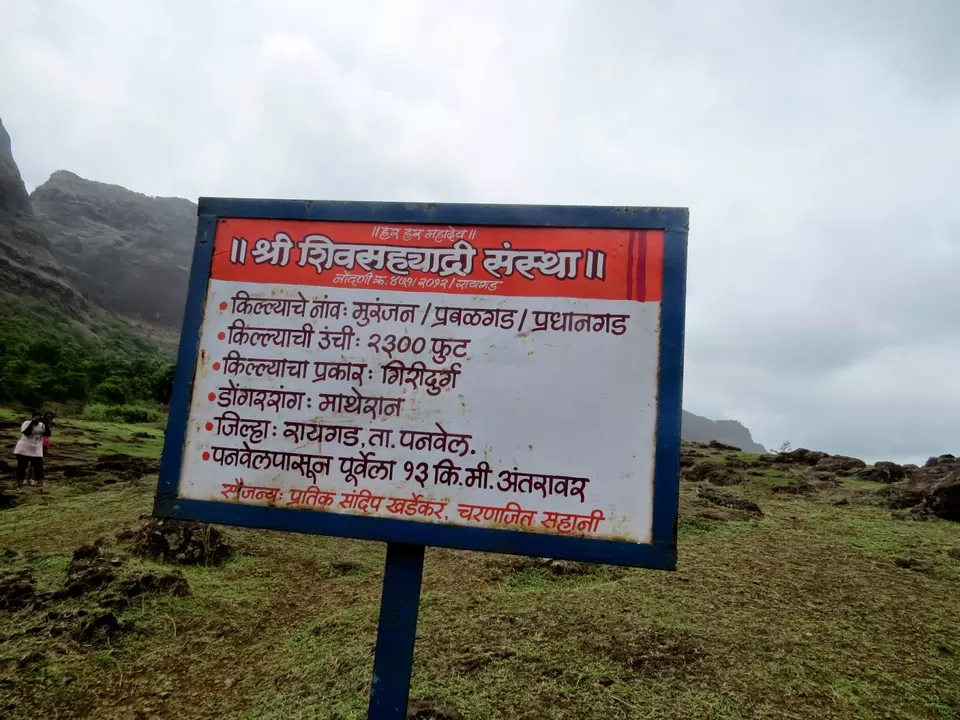 ॥हर हर महादेव॥
॥ श्री शिवसह्याद्री संस्था ॥
नोंदणी क्र. ४५७/२०१२/रायगड
• किल्ल्याचे नांव: मुरंजन / प्रबळगड / प्रधानगड
• किल्ल्याची उंची: २३०० फुट
• किल्ल्याचा प्रकार: गिरीदुर्ग
• डोंगररांग: माथेरान
• जिल्हा: रायगड, ता. पनवेल.
• पनवेलपासून पूर्वेला १३ कि.मी. अंतरावर
सौजन्य: प्रतिक संदिप खर्डेकर, चरणजित सहानी